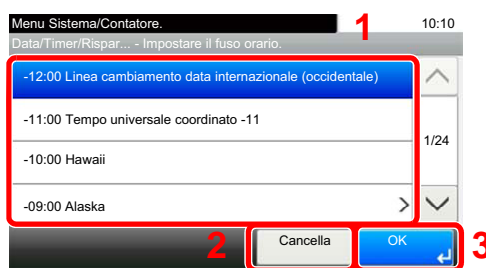 Menu Sistema/Contatore.
1
10:10
Data/Timer/Rispar... - Impostare il fuso orario.
-12:00 Linea cambiamento data internazionale (occidentale)
-11:00 Tempo universale coordinato -11
1/24
-10:00 Hawaii
-09:00 Alaska
2
Cancella
OK
3